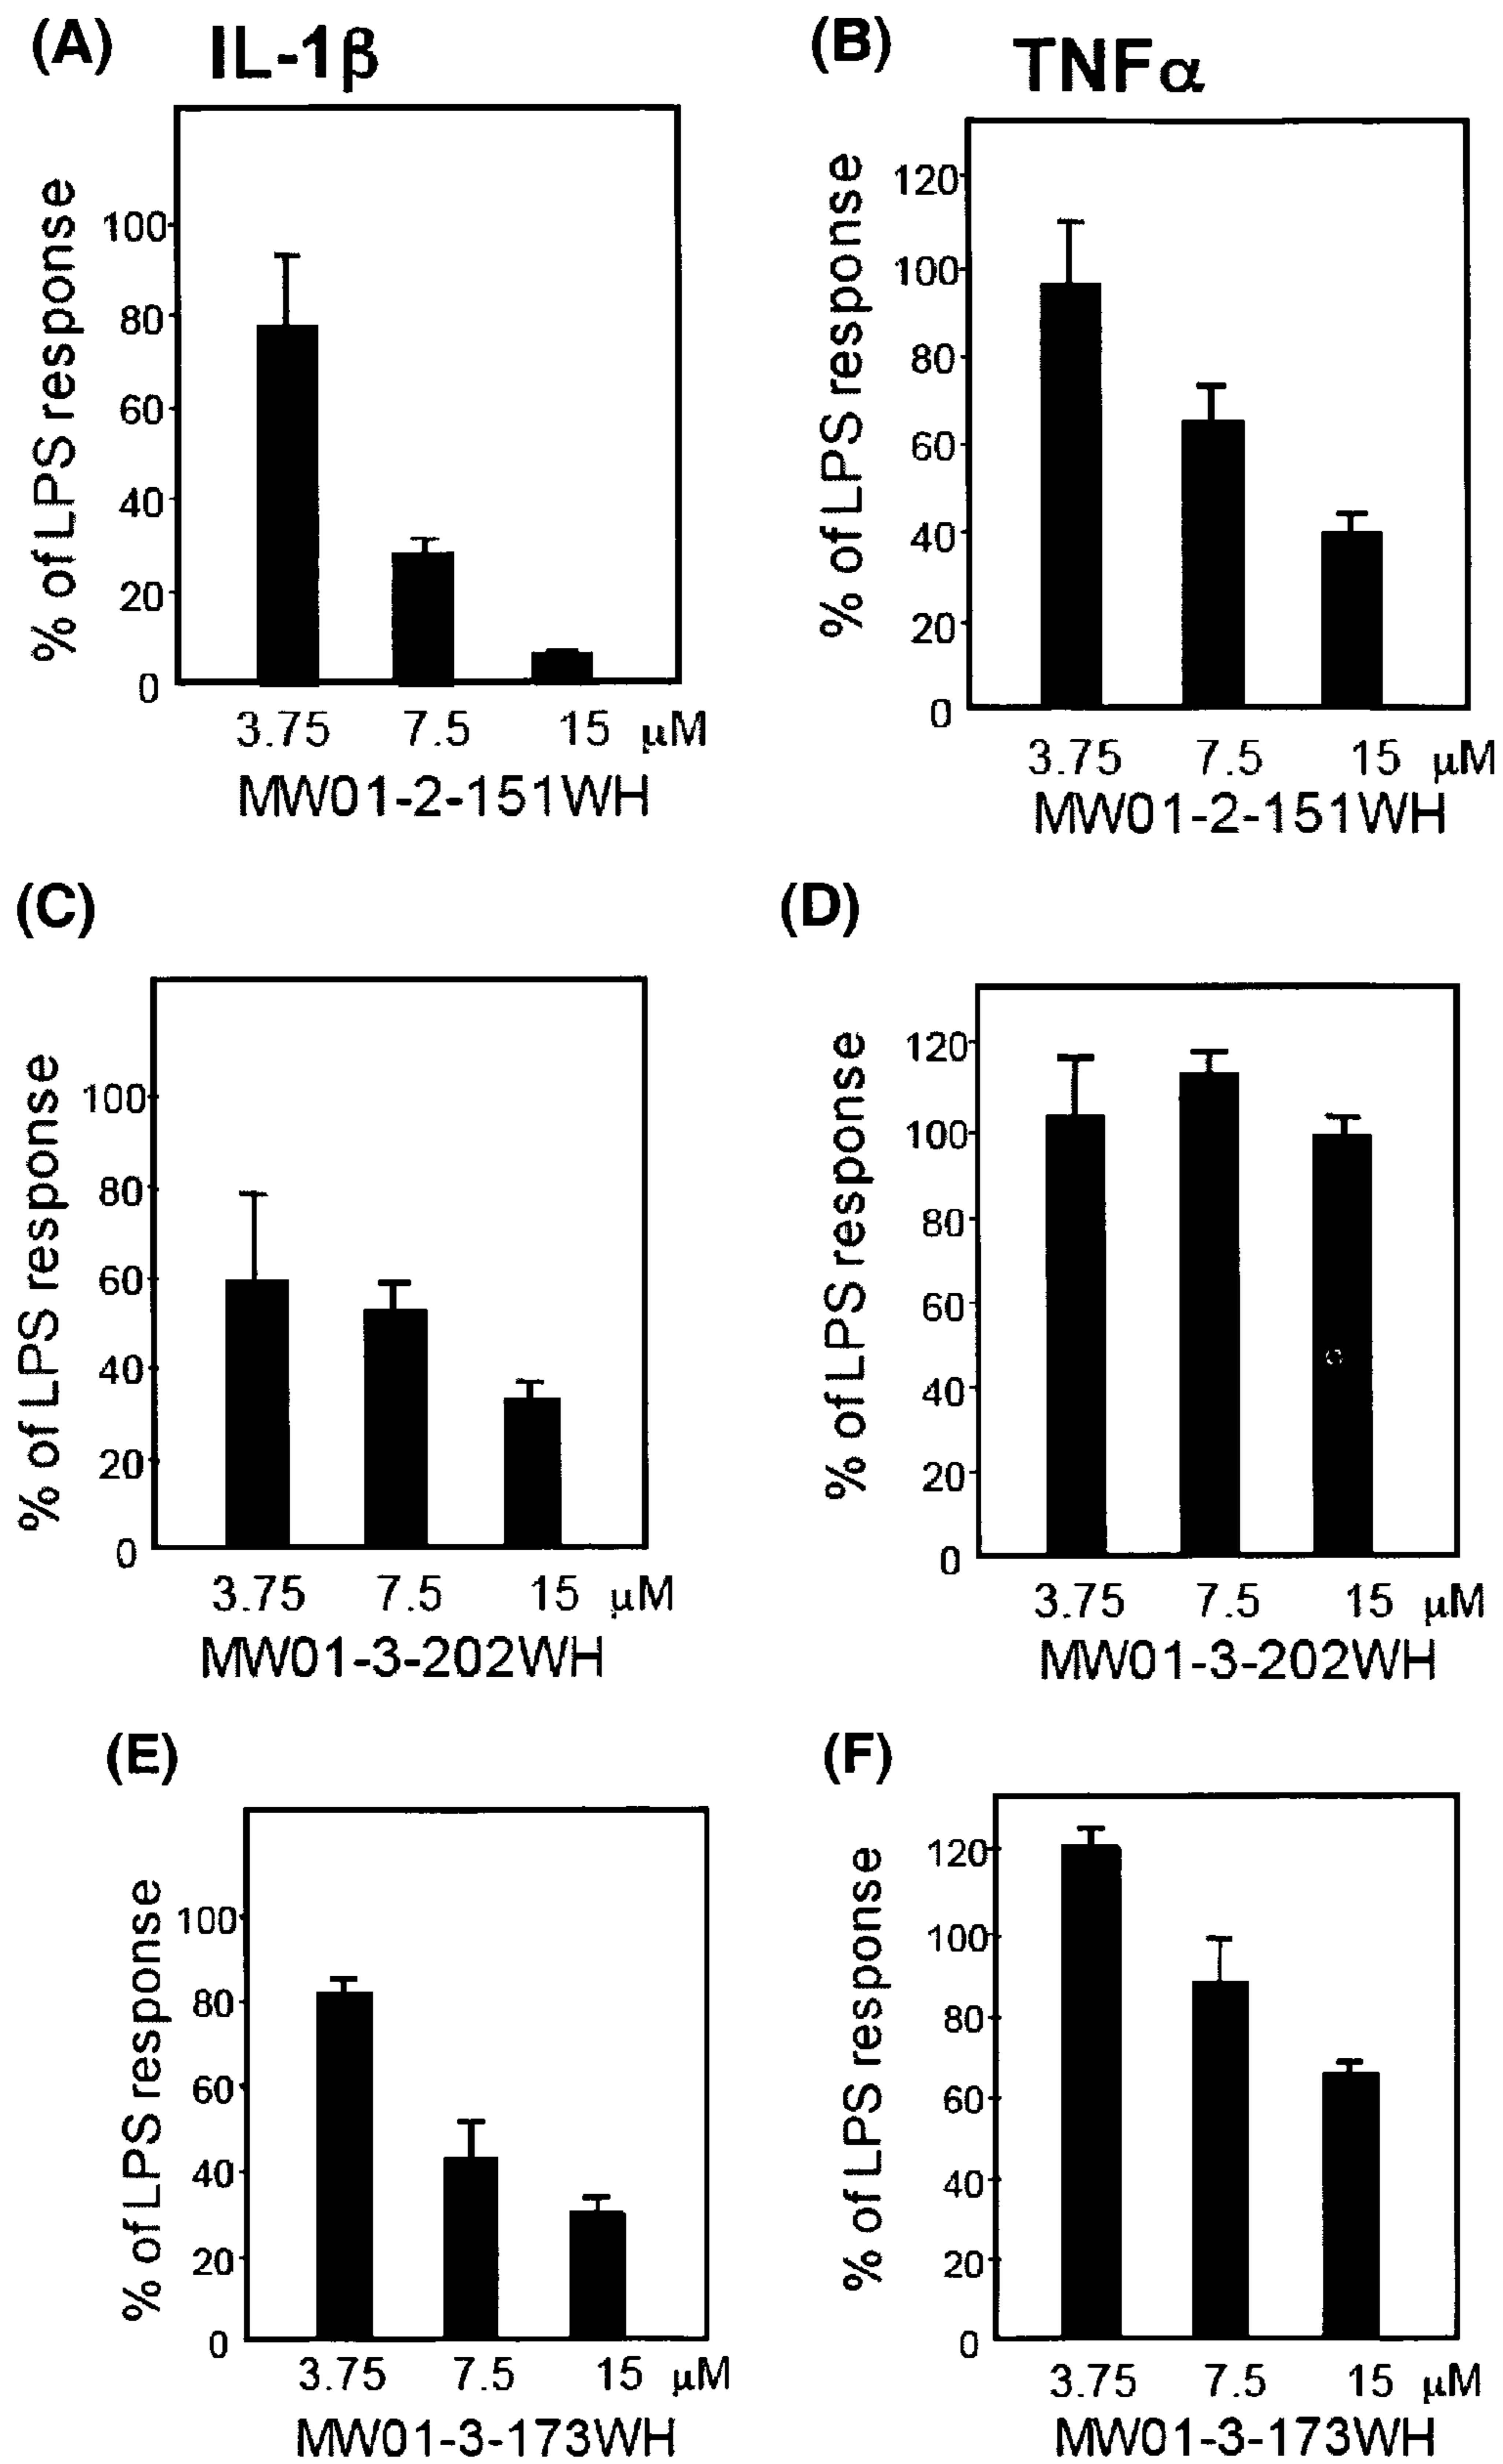 (A) IL-1β
% of LPS response
100
80
60
40
20
0
3.75 7.5 15 μM
MW01-2-151WH
(B) TNFα
% of LPS response
120
100
80
60
40
20
0
3.75 7.5 15 μM
MW01-2-151WH
(C)
% of LPS response
100
80
60
40
20
0
3.75 7.5 15 μM
MW01-3-202WH
(D)
% of LPS response
120
100
80
60
40
20
0
3.75 7.5 15 μM
MW01-3-202WH
(E)
% of LPS response
100
80
60
40
20
0
3.75 7.5 15 μM
MW01-3-173WH
(F)
% of LPS response
120
100
80
60
40
20
0
3.75 7.5 15 μM
MW01-3-173WH